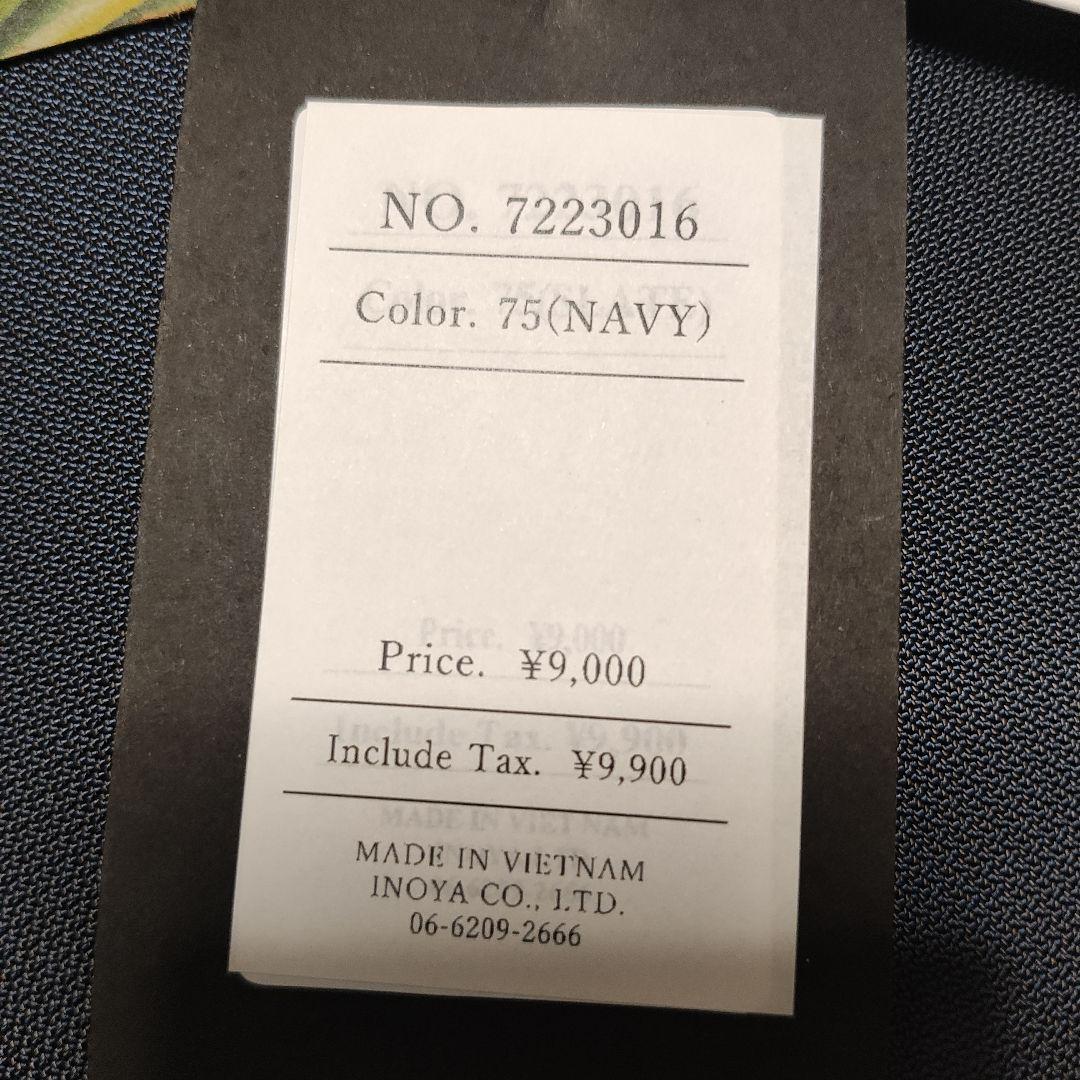 NO. 7223016
Color. 75(NAVY)
Price. ¥9,000
Include Tax. ¥9,900
MADE IN VIETNAM
INOYA CO., LTD.
06-6209-2666